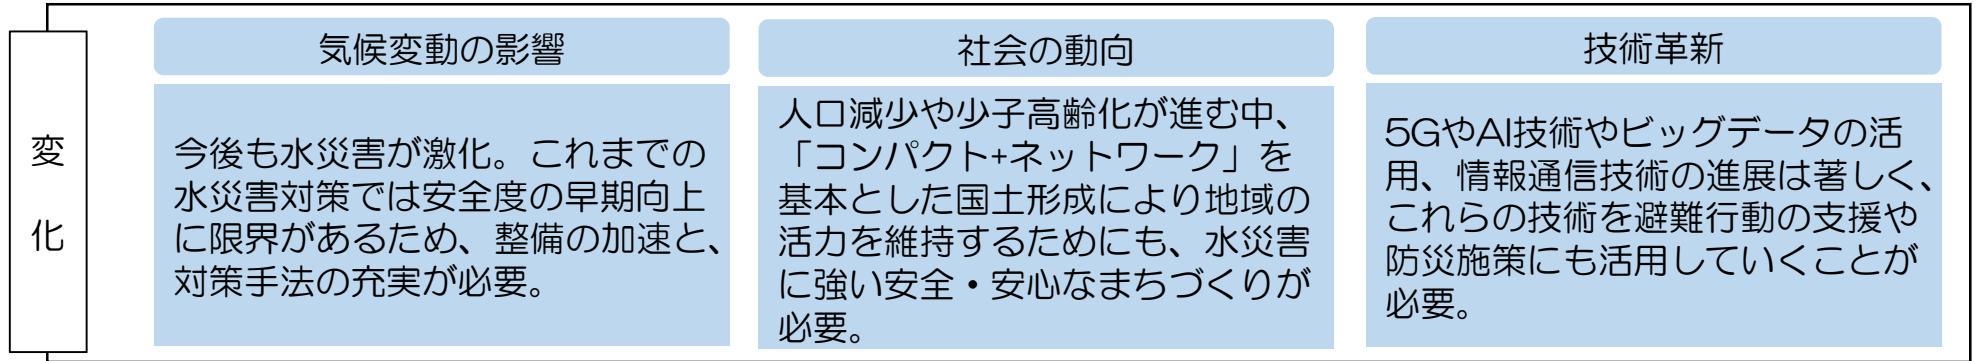 変化
気候変動の影響
今後も水災害が激化。これまでの
水災害対策では安全度の早期向上
に限界があるため、整備の加速と、
対策手法の充実が必要。
社会の動向
人口減少や少子高齢化が進む中、
「コンパクト+ネットワーク」を
基本とした国土形成により地域の
活力を維持するためにも、水災害
に強い安全・安心なまちづくりが
必要。
技術革新
5GやAI技術やビッグデータの活
用、情報通信技術の進展は著しく、
これらの技術を避難行動の支援や
防災施策にも活用していくことが
必要。